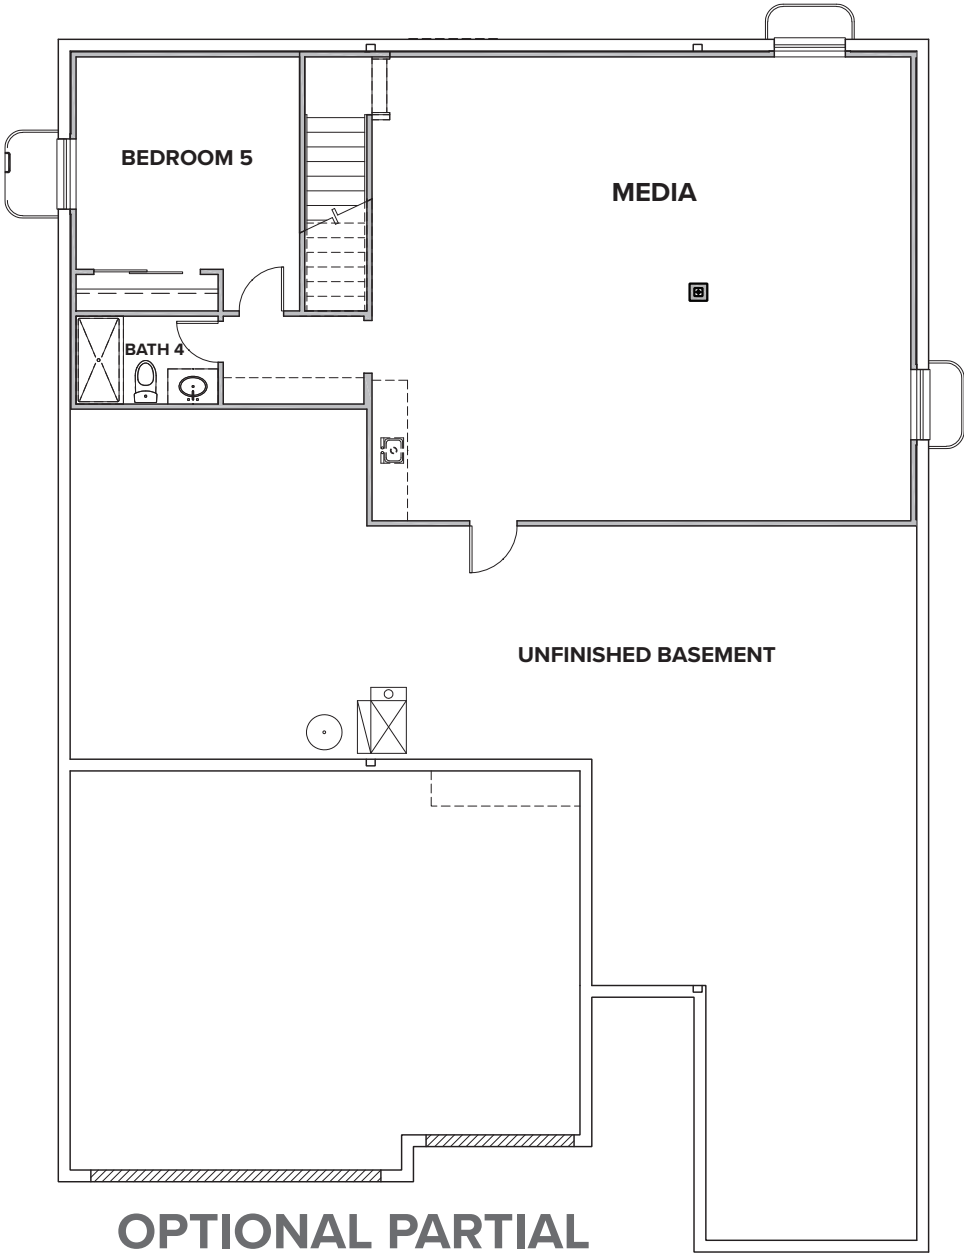 BEDROOM 5
MEDIA
BATH 4
UNFINISHED BASEMENT
OPTIONAL PARTIAL